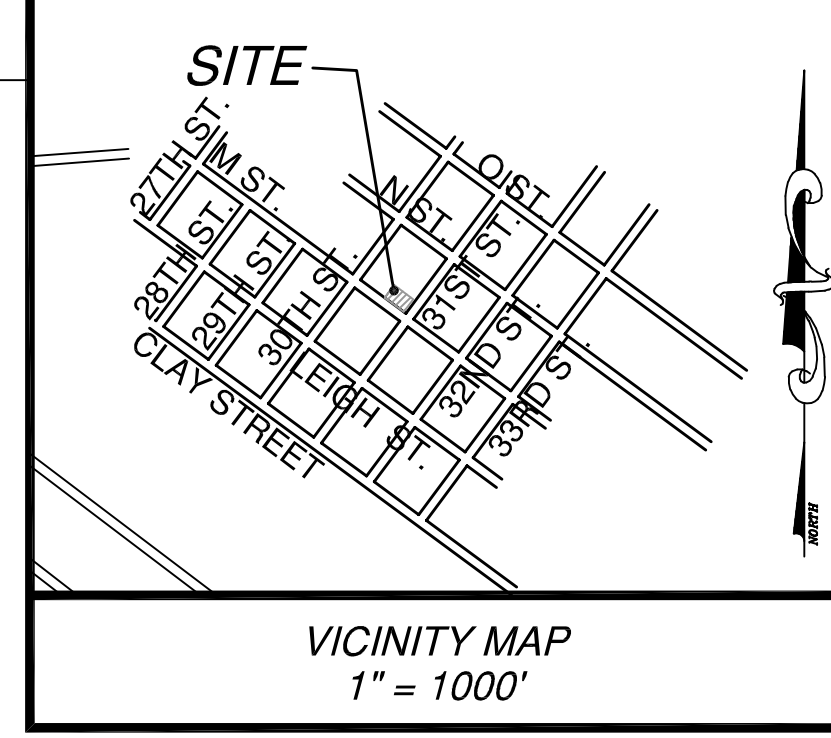 SITE
27TH ST.
M ST.
N ST.
O ST.
28TH ST.
29TH ST.
30TH ST.
31ST ST.
32ND ST.
33RD ST.
LEIGH ST.
CLAY STREET
NORTH
VICINITY MAP
1" = 1000'